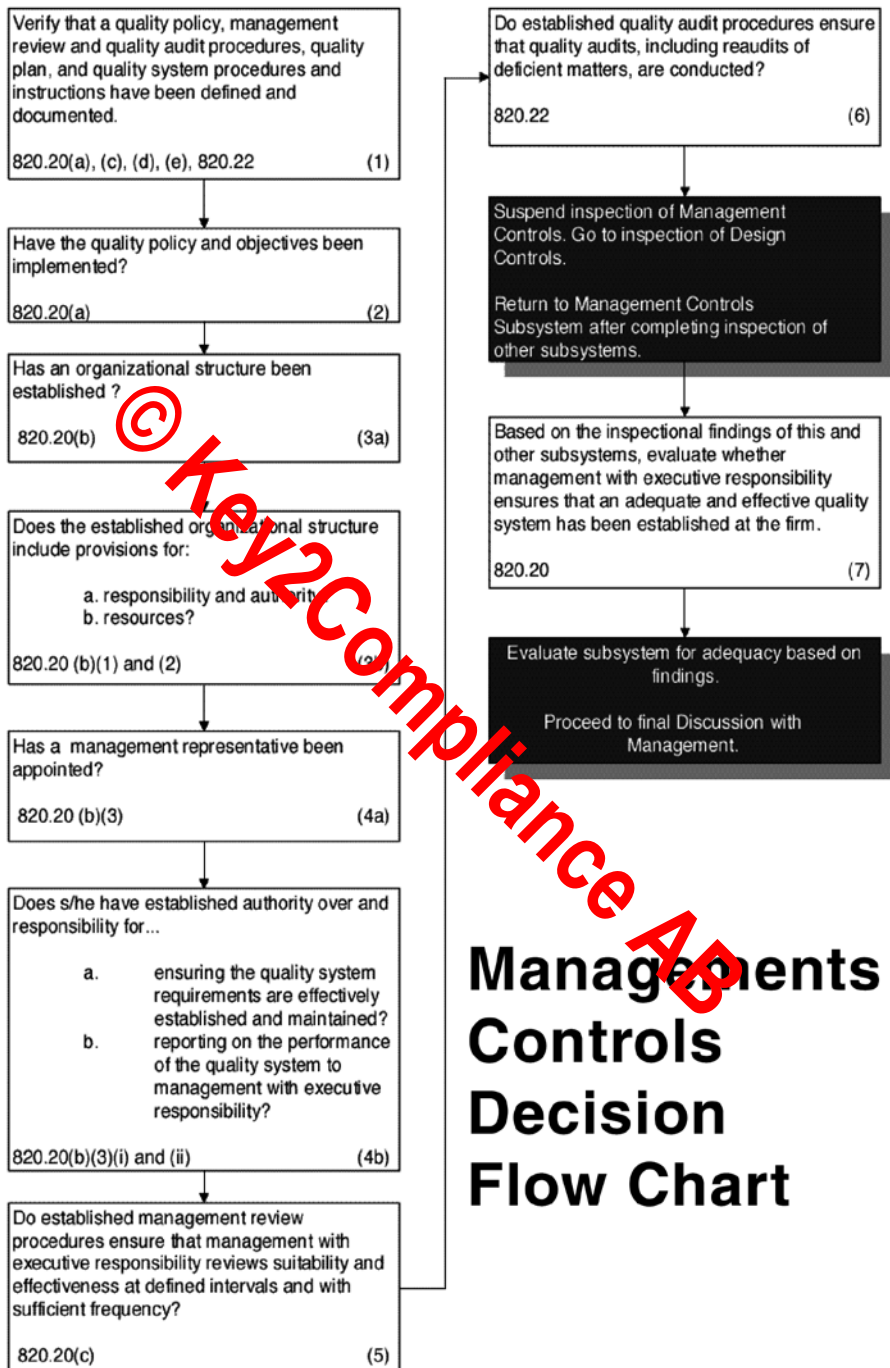 Verify that a quality policy, management
review and quality audit procedures, quality
plan, and quality system procedures and
instructions have been defined and
documented.
820.20(a), (c), (d), (e), 820.22 (1)
Have the quality policy and objectives been
implemented?
820.20(a) (2)
Has an organizational structure been
established ?
820.20(b) (3a)
Does the established organizational structure
include provisions for:
a. responsibility and authority
b. resources?
820.20 (b)(1) and (2) (3b)
Has a management representative been
appointed?
820.20 (b)(3) (4a)
Does s/he have established authority over and
responsibility for...
a. ensuring the quality system
requirements are effectively
established and maintained?
b. reporting on the performance
of the quality system to
management with executive
responsibility?
820.20(b)(3)(i) and (ii) (4b)
Do established management review
procedures ensure that management with
executive responsibility reviews suitability and
effectiveness at defined intervals and with
sufficient frequency?
820.20(c) (5)
Do established quality audit procedures ensure
that quality audits, including reaudits of
deficient matters, are conducted?
820.22 (6)
Suspend inspection of Management
Controls. Go to inspection of Design
Controls.
Return to Management Controls
Subsystem after completing inspection of
other subsystems.
Based on the inspectional findings of this and
other subsystems, evaluate whether
management with executive responsibility
ensures that an adequate and effective quality
system has been established at the firm.
820.20 (7)
Evaluate subsystem for adequacy based on
findings.
Proceed to final Discussion with
Management.
Managements
Controls
Decision
Flow Chart
© Key2Compliance AB